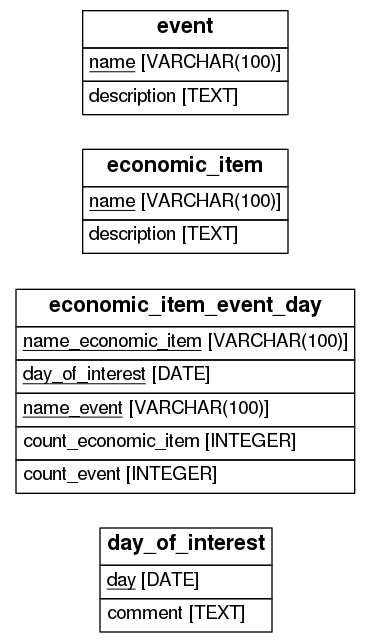 event
name [VARCHAR(100)]
description [TEXT]
economic_item
name [VARCHAR(100)]
description [TEXT]
economic_item_event_day
name_economic_item [VARCHAR(100)]
day_of_interest [DATE]
name_event [VARCHAR(100)]
count_economic_item [INTEGER]
count_event [INTEGER]
day_of_interest
day [DATE]
comment [TEXT]